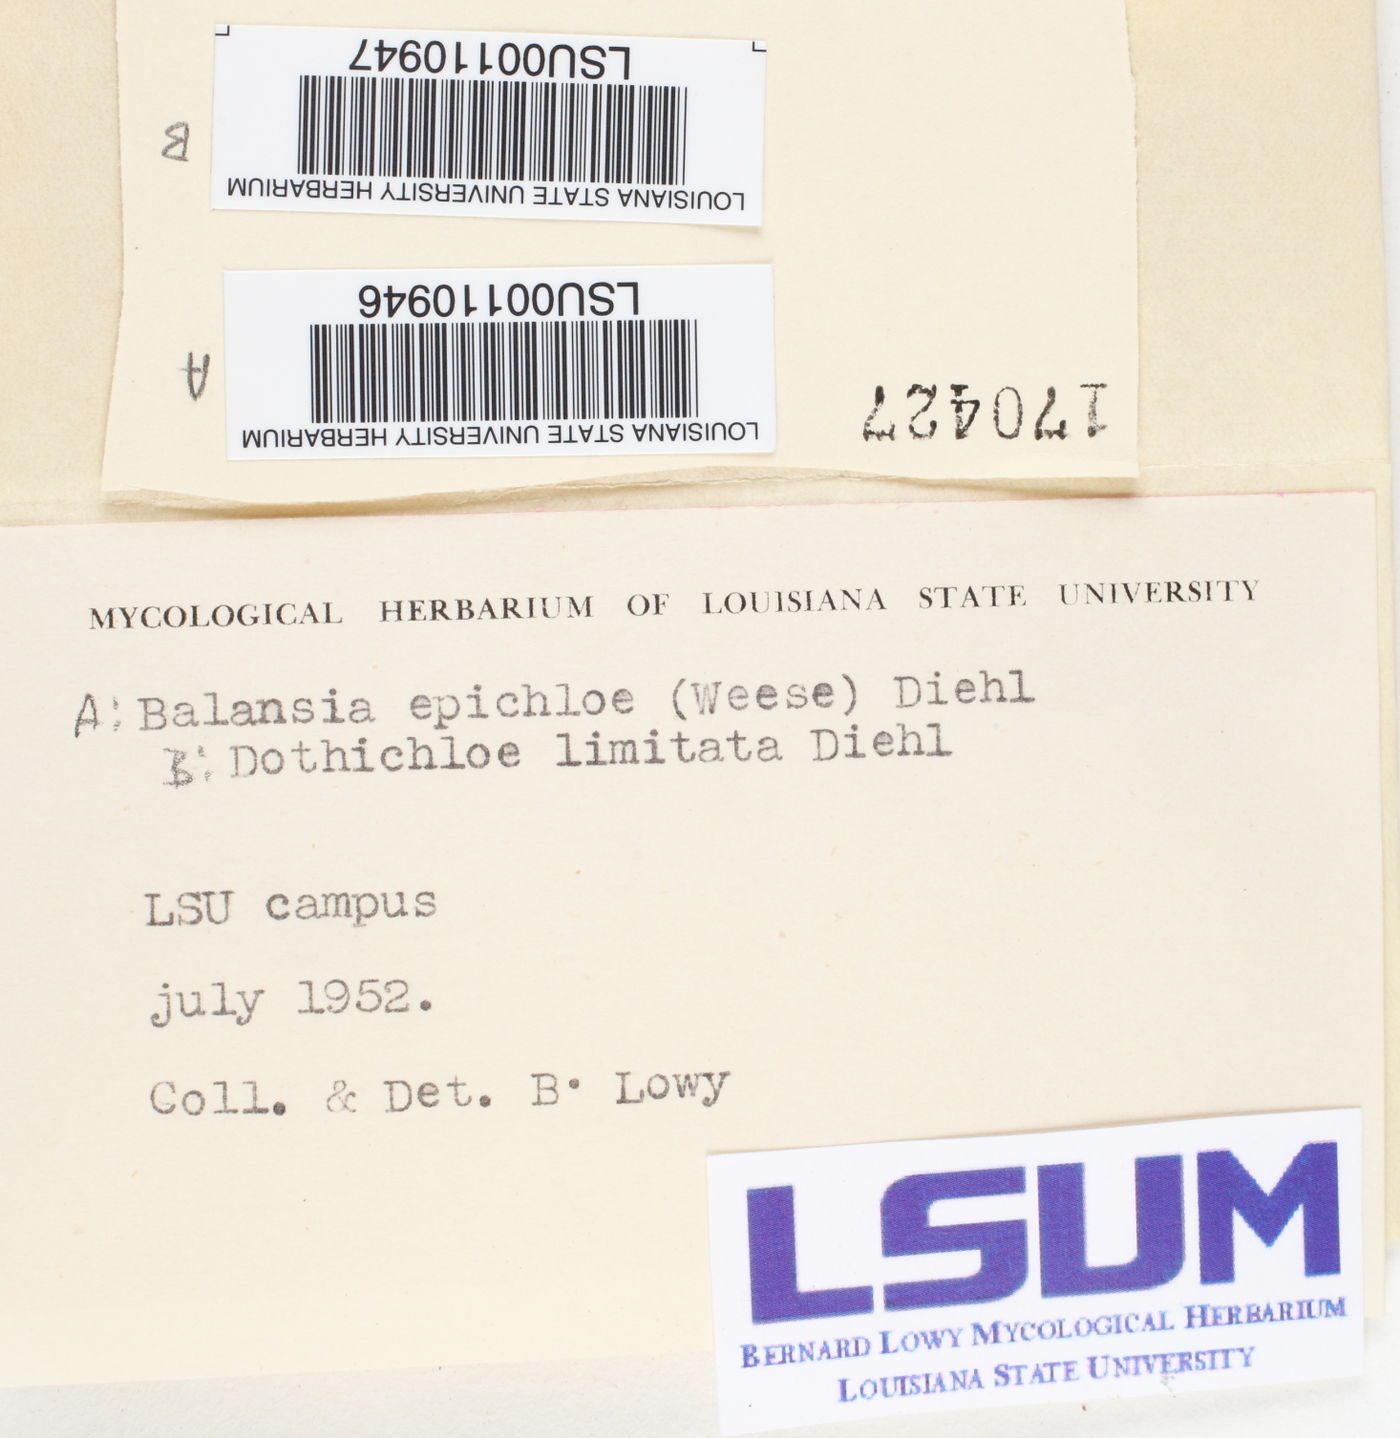 LSU00110947
LOUISIANA STATE UNIVERSITY HERBARIUM
B
LSU00110946
LOUISIANA STATE UNIVERSITY HERBARIUM
A
170427
MYCOLOGICAL HERBARIUM OF LOUISIANA STATE UNIVERSITY
A: Balansia epichloe (Weese) Diehl
B: Dothichloe limitata Diehl
LSU campus
july 1952.
Coll. & Det. B. Lowy
LSUM
BERNARD LOWY MYCOLOGICAL HERBARIUM
LOUISIANA STATE UNIVERSITY